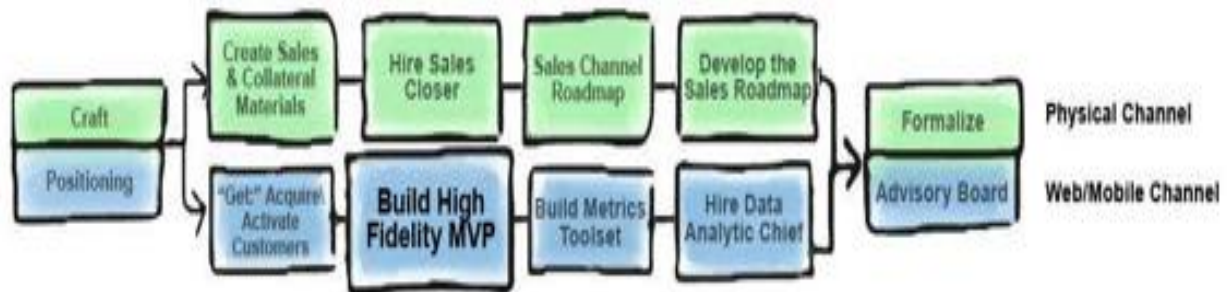 Craft
Positioning
Create Sales
& Collateral
Materials
Hire Sales
Closer
Sales Channel
Roadmap
Develop the
Sales Roadmap
"Get:" Acquire\
Activate
Customers
Build High
Fidelity MVP
Build Metrics
Toolset
Hire Data
Analytic Chief
Formalize
Advisory Board
Physical Channel
Web/Mobile Channel